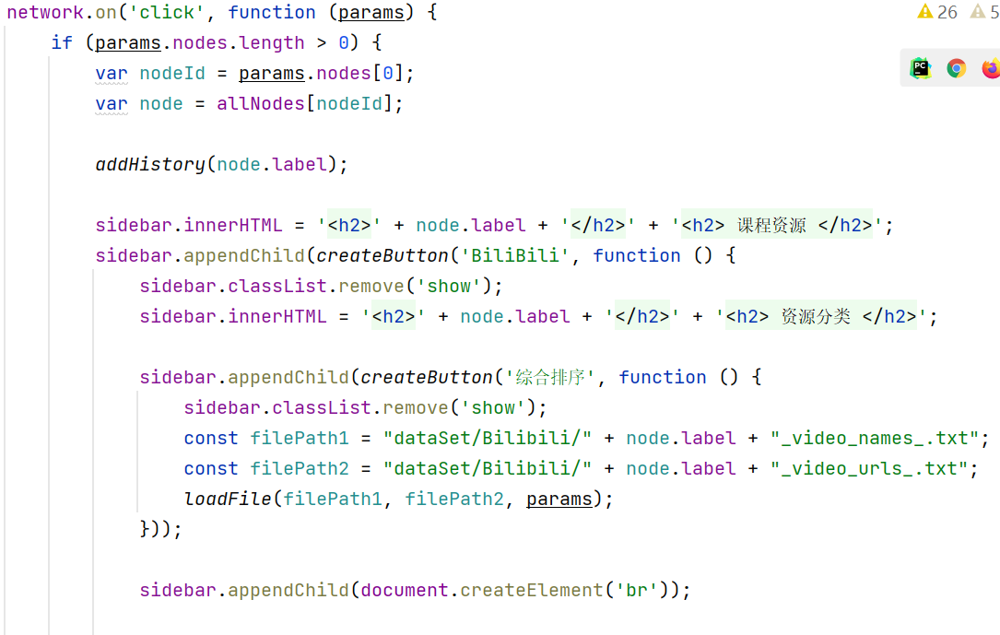 network.on('click', function (params) {
26 5
if (params.nodes.length > 0) {
var nodeId = params.nodes[0];
PC
var node = allNodes[nodeId];
addHistory(node.label);
sidebar.innerHTML = '<h2>' + node.label + '</h2>' + '<h2> 课程资源 </h2>';
sidebar.appendChild(createButton('BiliBili', function () {
sidebar.classList.remove('show');
sidebar.innerHTML = '<h2>' + node.label + '</h2>' + '<h2> 资源分类 </h2>';
sidebar.appendChild(createButton('综合排序', function () {
sidebar.classList.remove('show');
const filePath1 = "dataSet/Bilibili/" + node.label + "_video_names_.txt";
const filePath2 = "dataSet/Bilibili/" + node.label + "_video_urls_.txt";
loadFile(filePath1, filePath2, params);
}));
sidebar.appendChild(document.createElement('br'));